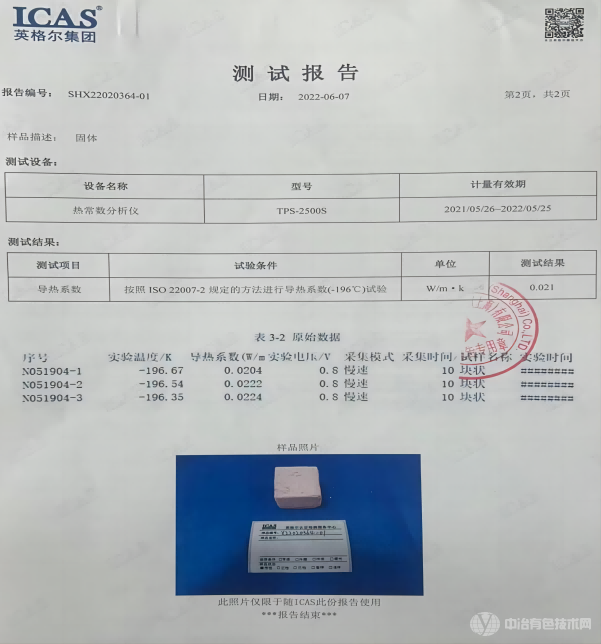 ICAS®
英格尔集团
测试报告
报告编号: SHX22020364-01 日期: 2022-06-07 第2页, 共2页
样品描述: 固体
测试设备:
设备名称 型号 计量有效期
热常数分析仪 TPS-2500S 2021/05/26-2022/05/25
测试结果:
测试项目 试验条件 单位 测试结果
导热系数 按照 ISO 22007-2 规定的方法进行导热系数(-196℃)试验 W/m·k 0.021
(Shanghai) Co., LTD.
表 3-2 原始数据
序号 实验温度/K 导热系数(W/m 实验电压/V 采集模式 采集时间/ 试样名称 实验时间
N051904-1 -196.67 0.0204 0.8 慢速 10 块状 ########
N051904-2 -196.54 0.0222 0.8 慢速 10 块状 ########
N051904-3 -196.35 0.0224 0.8 慢速 10 块状 ########
样品照片
ICAS
此照片仅限于随ICAS此份报告使用
***报告结束***
中冶有色技术网